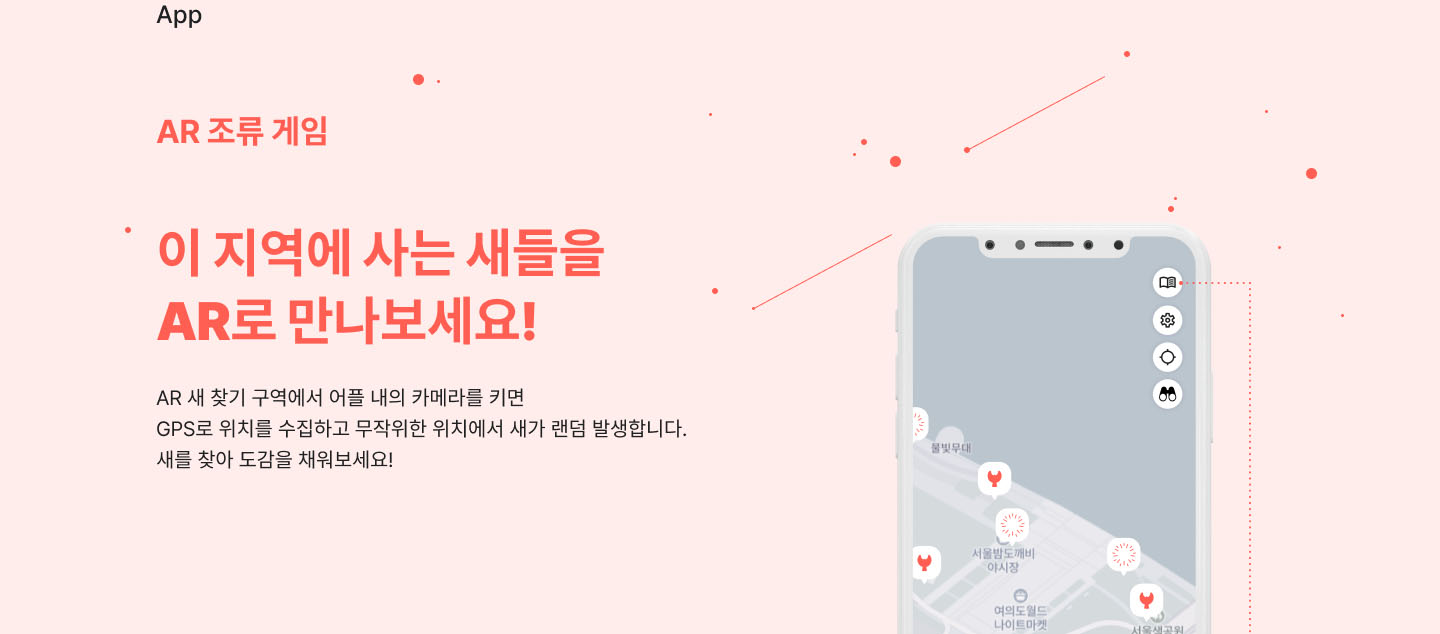 App
AR 조류 게임
이 지역에 사는 새들을
AR로 만나보세요!
AR 새 찾기 구역에서 어플 내의 카메라를 키면
GPS로 위치를 수집하고 무작위한 위치에서 새가 랜덤 발생합니다.
새를 찾아 도감을 채워보세요!
물빛무대
서울밤도깨비
야시장
여의도월드
나이트마켓
서울색공원